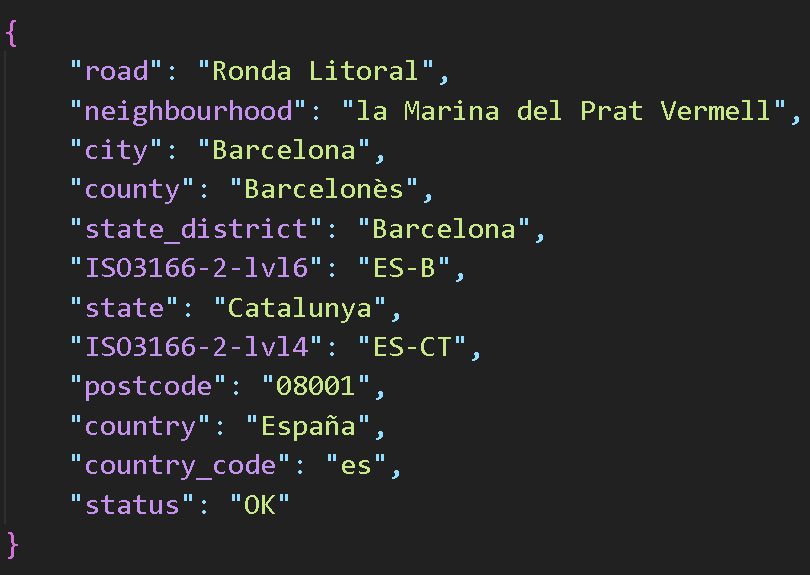 {
"road": "Ronda Litoral",
"neighbourhood": "la Marina del Prat Vermell",
"city": "Barcelona",
"county": "Barcelonès",
"state_district": "Barcelona",
"ISO3166-2-lvl6": "ES-B",
"state": "Catalunya",
"ISO3166-2-lvl4": "ES-CT",
"postcode": "08001",
"country": "España",
"country_code": "es",
"status": "OK"
}